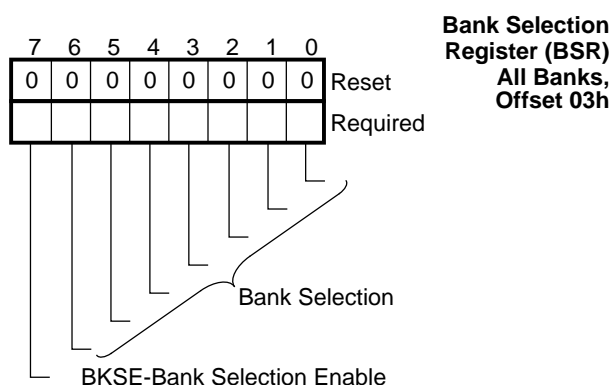 Bank Selection
Register (BSR)
All Banks,
Offset 03h
7 6 5 4 3 2 1 0
0 0 0 0 0 0 0 0 Reset
Required
Bank Selection
BKSE-Bank Selection Enable